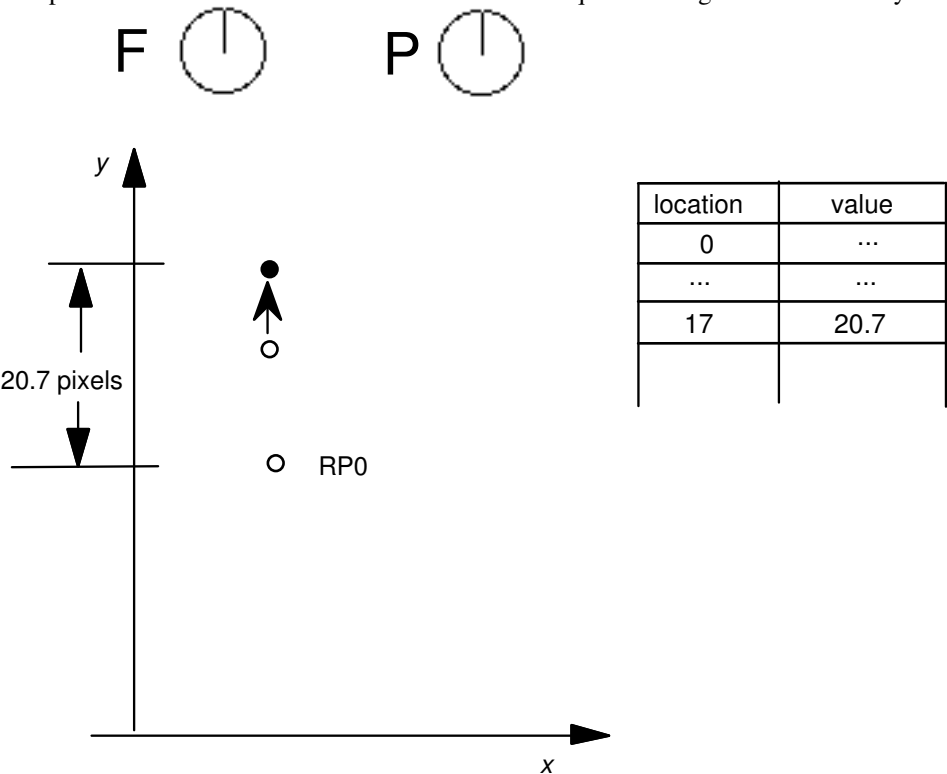 F P
y
location value
0 ...
... ...
17 20.7
20.7 pixels
RP0
x